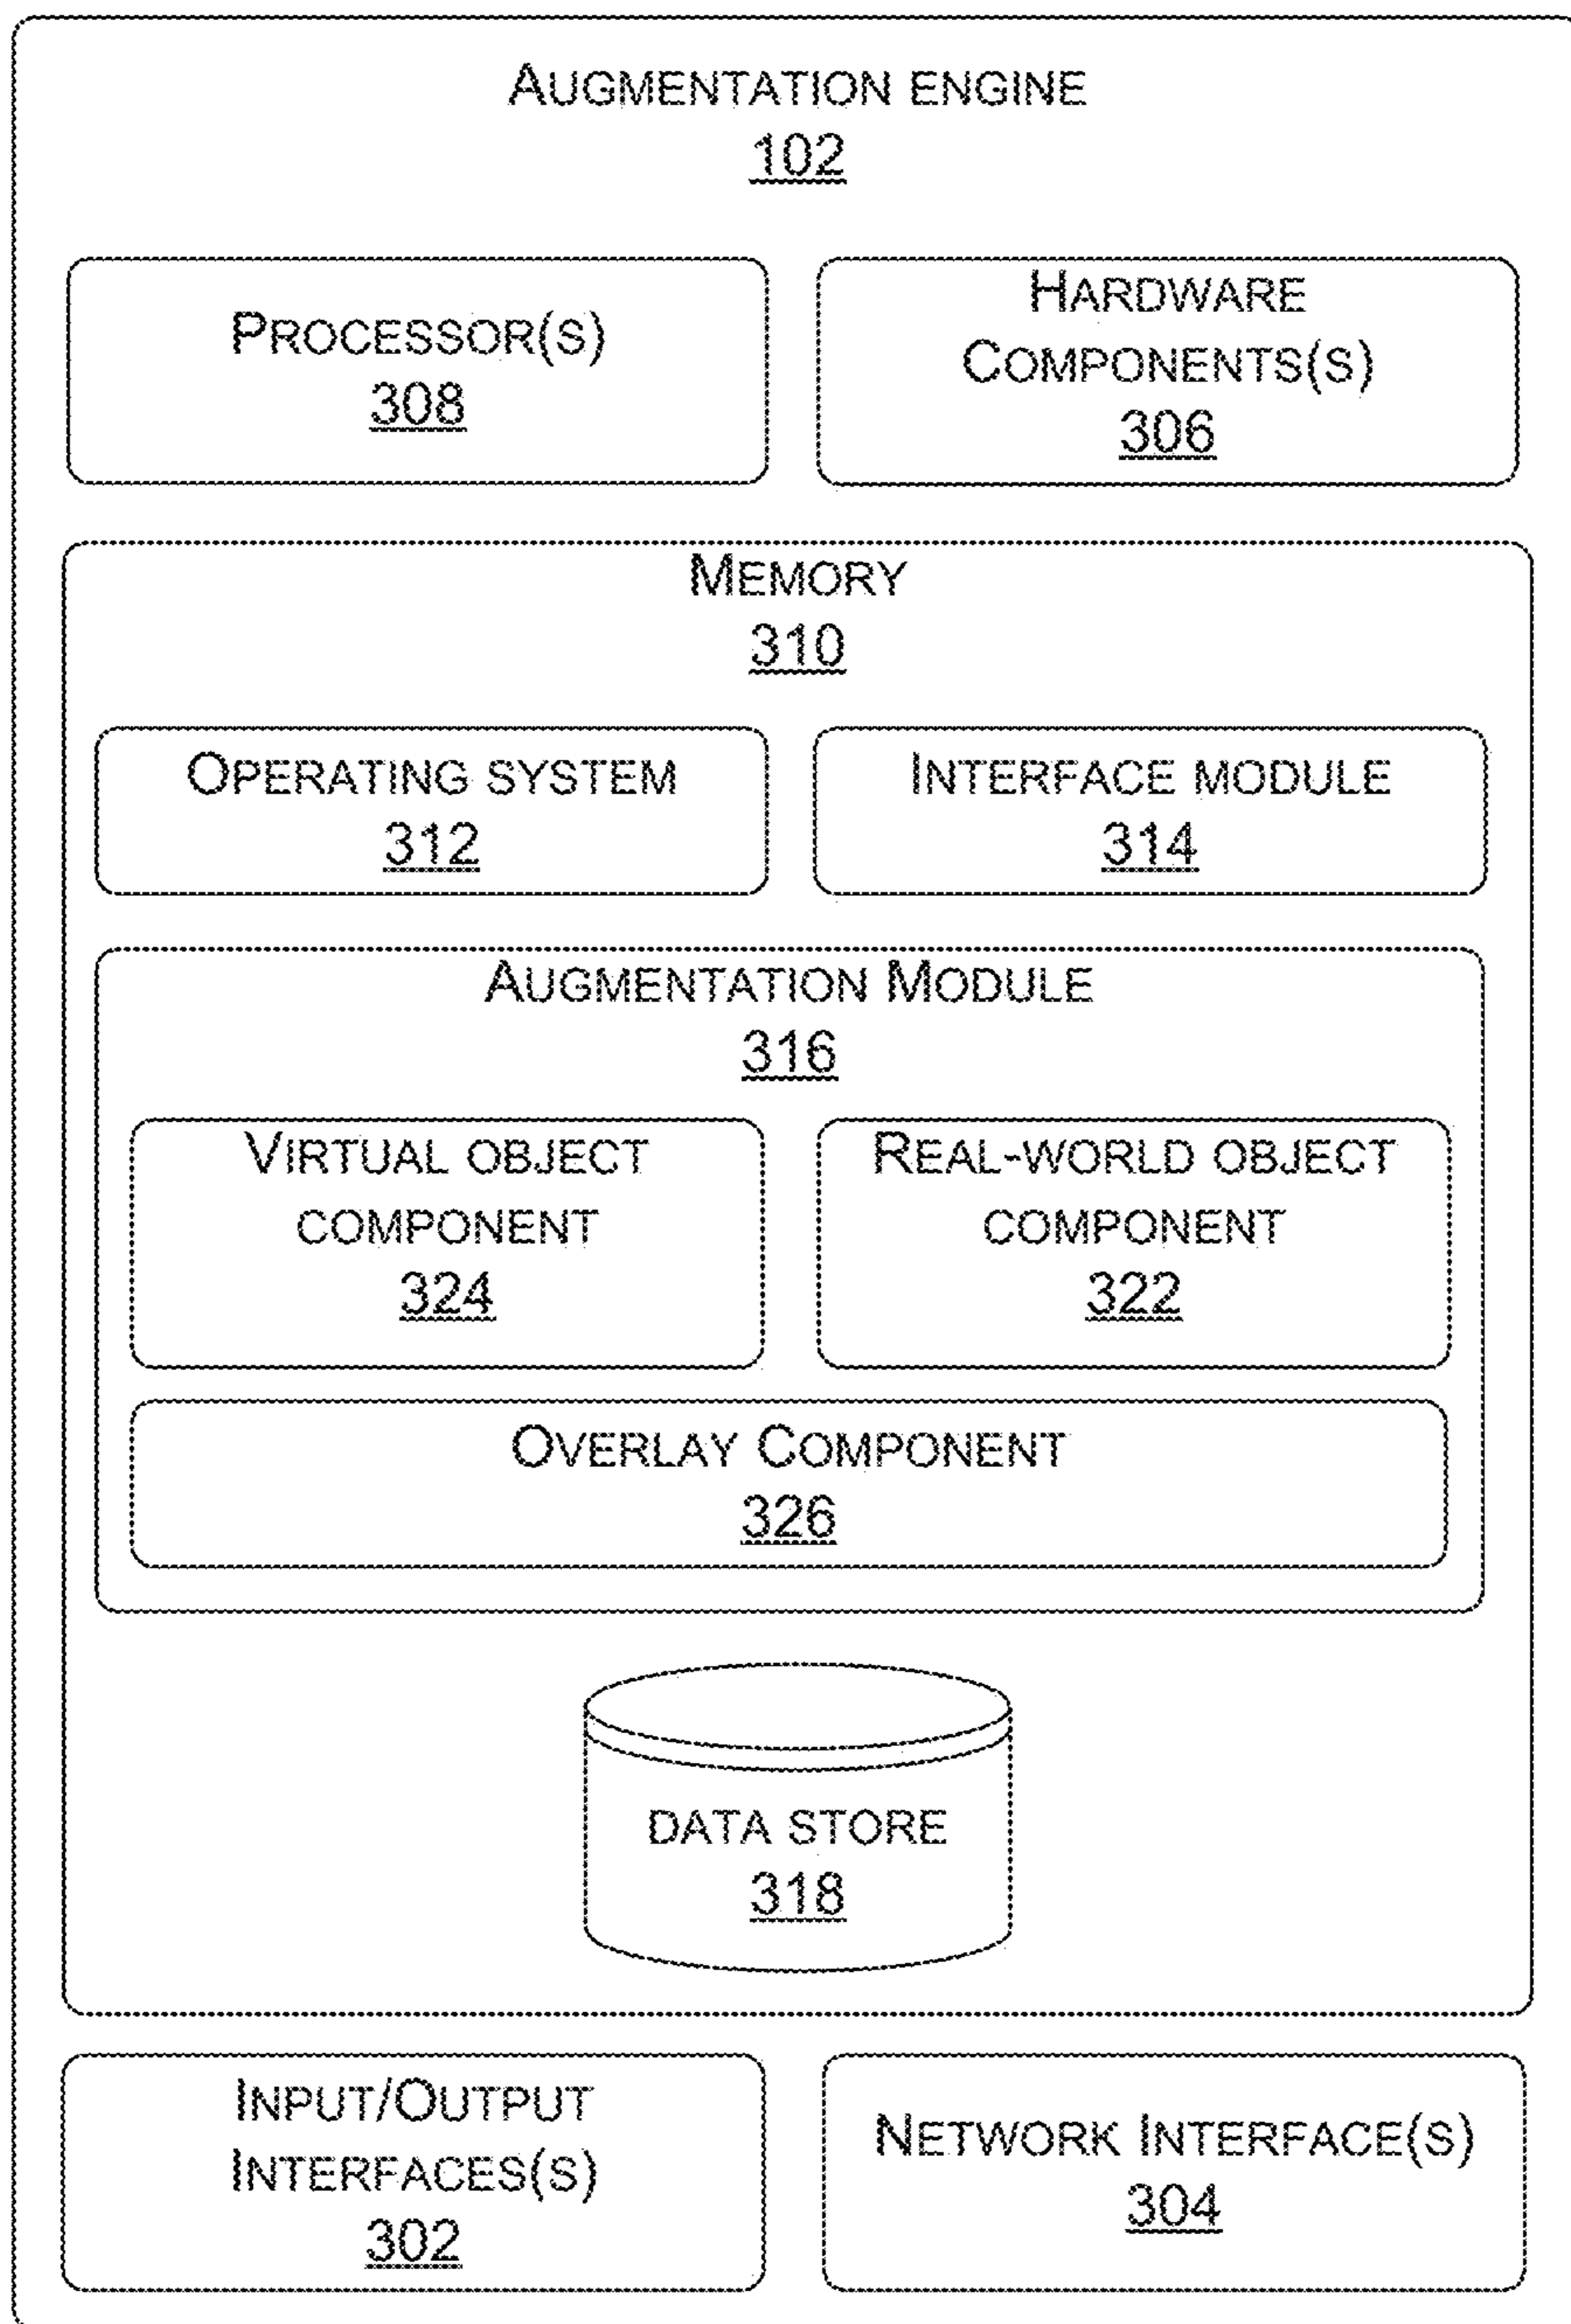 AUGMENTATION ENGINE
102
PROCESSOR(S)
308
HARDWARE
COMPONENTS(S)
306
MEMORY
310
OPERATING SYSTEM
312
INTERFACE MODULE
314
AUGMENTATION MODULE
316
VIRTUAL OBJECT
COMPONENT
324
REAL-WORLD OBJECT
COMPONENT
322
OVERLAY COMPONENT
326
DATA STORE
318
INPUT/OUTPUT
INTERFACES(S)
302
NETWORK INTERFACE(S)
304